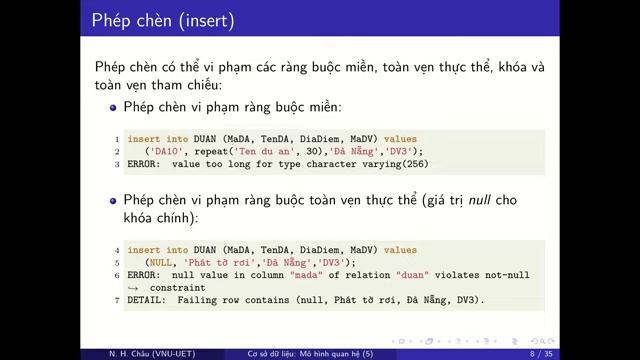 Phép chèn (insert)
Phép chèn có thể vi phạm các ràng buộc miền, toàn vẹn thực thể, khóa và
toàn vẹn tham chiếu:
Phép chèn vi phạm ràng buộc miền:
1 insert into DUAN (MaDA, TenDA, DiaDiem, MaDV) values
2 ('DA10', repeat('Ten du an', 30),'Đà Nẵng','DV3');
3 ERROR: value too long for type character varying(256)
Phép chèn vi phạm ràng buộc toàn vẹn thực thể (giá trị null cho
khóa chính):
4 insert into DUAN (MaDA, TenDA, DiaDiem, MaDV) values
5 (NULL, 'Phát tờ rơi','Đà Nẵng','DV3');
6 ERROR: null value in column "mada" of relation "duan" violates not-null
↪ constraint
7 DETAIL: Failing row contains (null, Phát tờ rơi, Đà Nẵng, DV3).
N. H. Châu (VNU-UET) Cơ sở dữ liệu: Mô hình quan hệ (5) 8 / 35